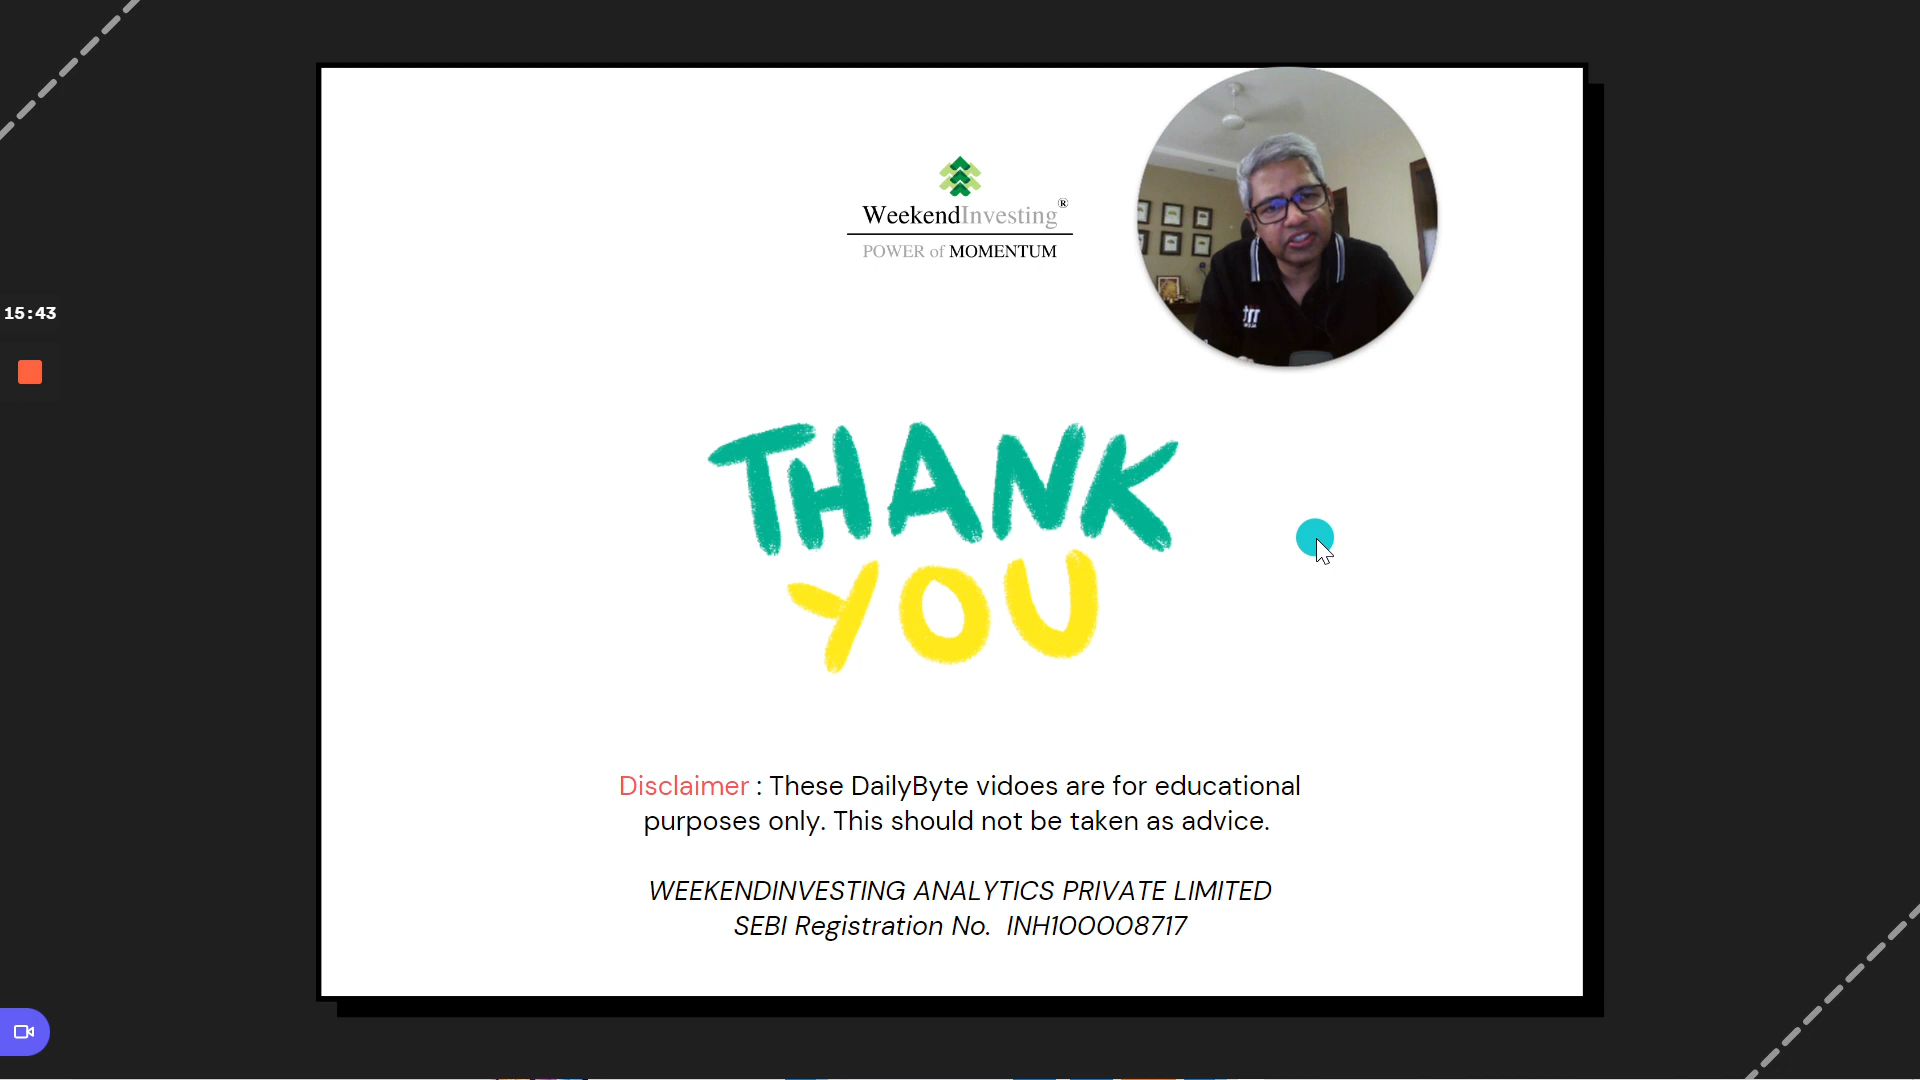 WeekendInvesting®
POWER of MOMENTUM
15:43
THANK
YOU
Disclaimer : These DailyByte vidoes are for educational
purposes only. This should not be taken as advice.
WEEKENDINVESTING ANALYTICS PRIVATE LIMITED
SEBI Registration No. INH100008717